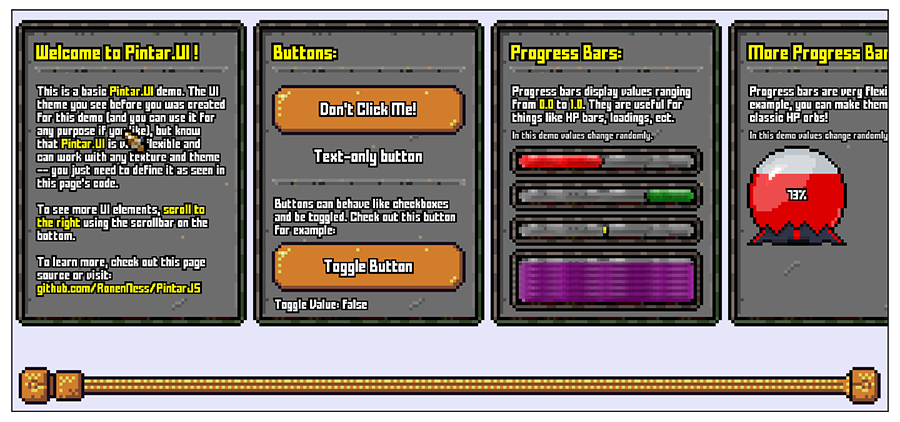 Welcome to Pintar.UI !
This is a basic Pintar.UI demo. The UI
theme you see before you was created
for this demo (and you can use it for
any purpose if you like), but know
that Pintar.UI is flexible and
can work with any texture and theme
-- you just need to define it as seen in
this page's code.
To see more UI elements, scroll to
the right using the scrollbar on the
bottom.
To learn more, check out this page
source or visit:
github.com/RonenNess/PintarJS
Buttons:
Don't Click Me!
Text-only button
Buttons can behave like checkboxes
and be toggled. Check out this button
for example:
Toggle Button
Toggle Value: false
Progress Bars:
Progress bars display values ranging
from 0.0 to 1.0. They are useful for
things like HP bars, loadings, ect.
In this demo values change randomly.
More Progress Bar
Progress bars are very flexi
example, you can make them
classic HP orbs!
In this demo values change randomly
73%